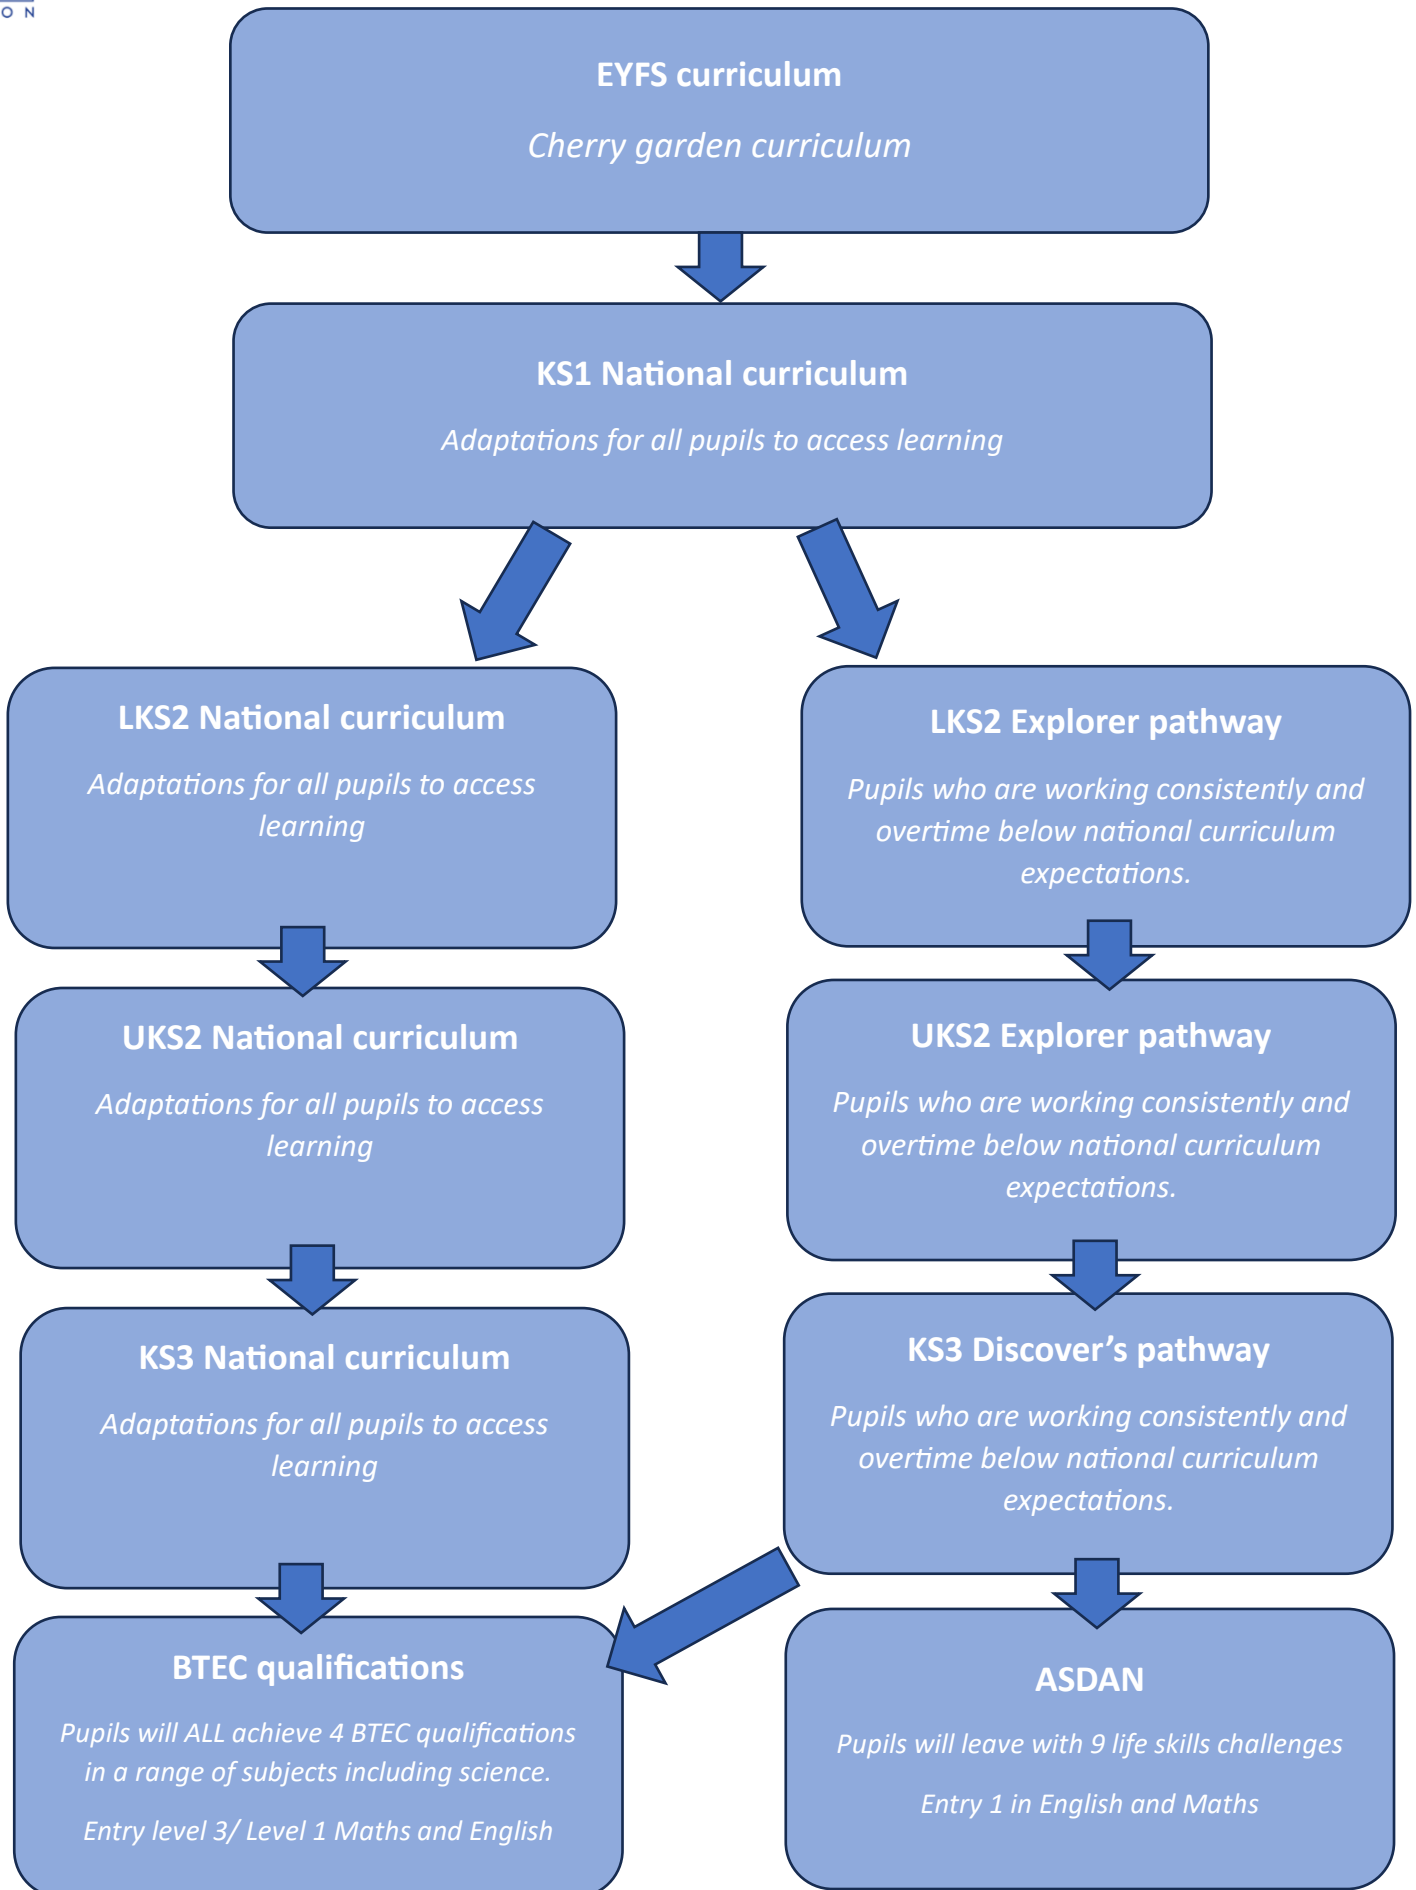 O N
EYFS curriculum
Cherry garden curriculum
KS1 National curriculum
Adaptations for all pupils to access learning
LKS2 National curriculum
Adaptations for all pupils to access
learning
LKS2 Explorer pathway
Pupils who are working consistently and
overtime below national curriculum
expectations.
UKS2 National curriculum
Adaptations for all pupils to access
learning
UKS2 Explorer pathway
Pupils who are working consistently and
overtime below national curriculum
expectations.
KS3 National curriculum
Adaptations for all pupils to access
learning
KS3 Discover’s pathway
Pupils who are working consistently and
overtime below national curriculum
expectations.
BTEC qualifications
Pupils will ALL achieve 4 BTEC qualifications
in a range of subjects including science.
Entry level 3/ Level 1 Maths and English
ASDAN
Pupils will leave with 9 life skills challenges
Entry 1 in English and Maths